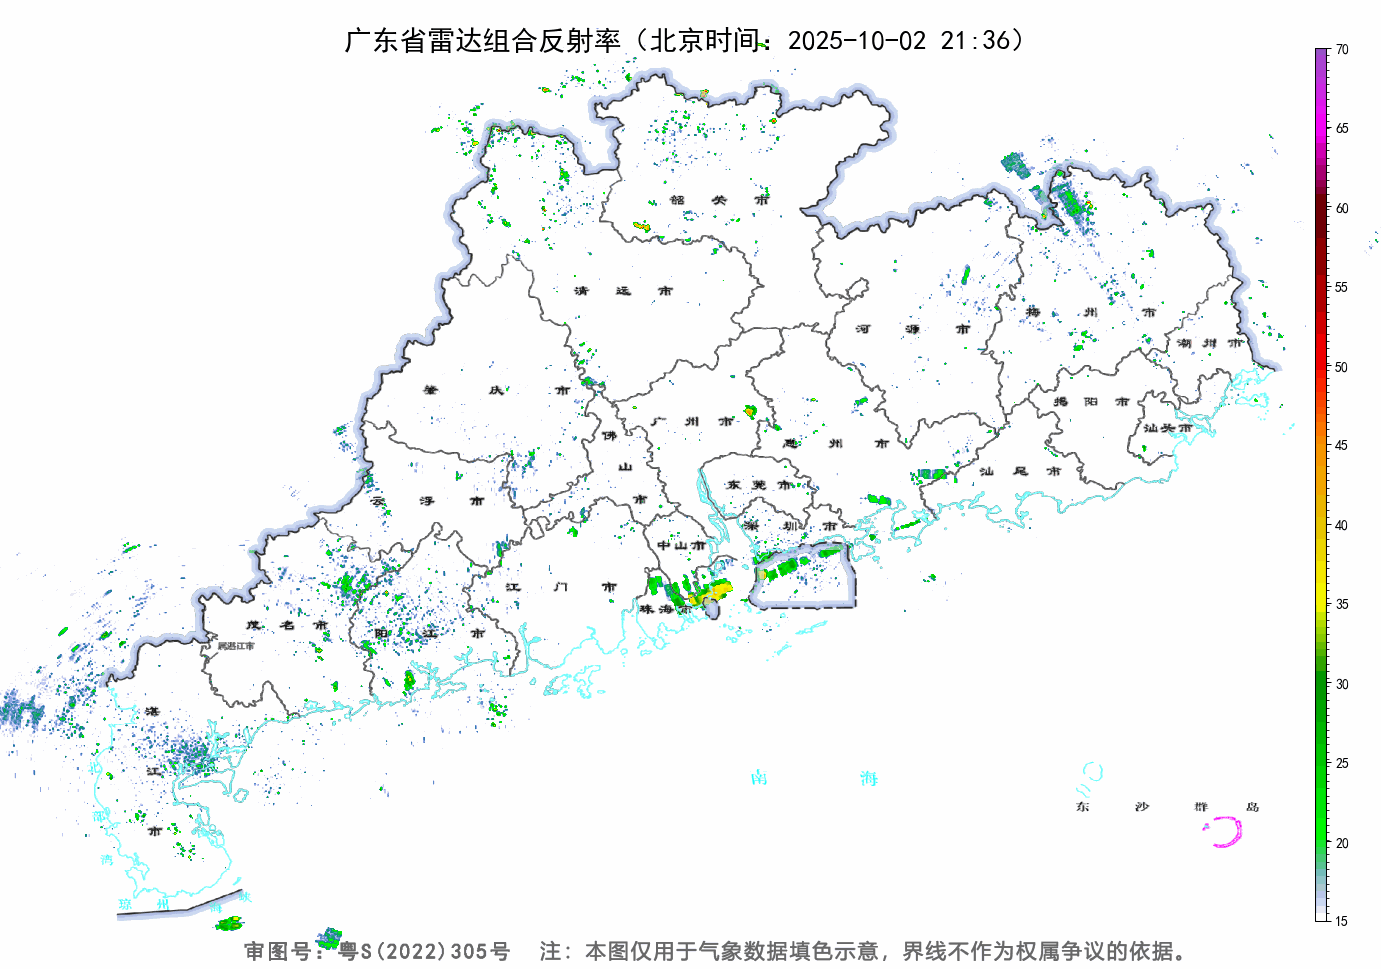 广东省雷达组合反射率（北京时间：2025-10-02 21:36）
70
65
60
55
50
45
40
35
30
25
20
15
韶关市
清远市
河源市
梅州市
潮州市
肇庆市
广州市
惠州市
揭阳市
汕头市
佛山市
东莞市
汕尾市
云浮市
深圳市
中山市
江门市
珠海市
茂名市
阳江市
属湛江市
湛江市
北部湾
琼州海峡
南海
东沙群岛
审图号：粤S(2022)305号 注：本图仅用于气象数据填色示意，界线不作为权属争议的依据。